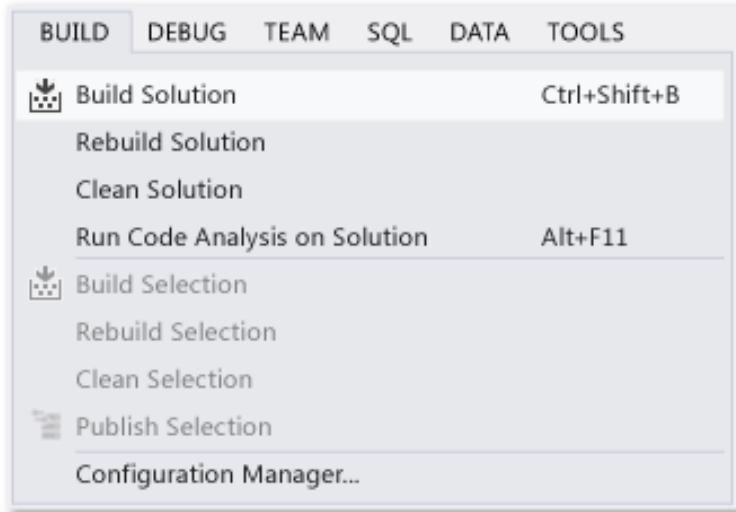 BUILD DEBUG TEAM SQL DATA TOOLS
Build Solution Ctrl+Shift+B
Rebuild Solution
Clean Solution
Run Code Analysis on Solution Alt+F11
Build Selection
Rebuild Selection
Clean Selection
Publish Selection
Configuration Manager...